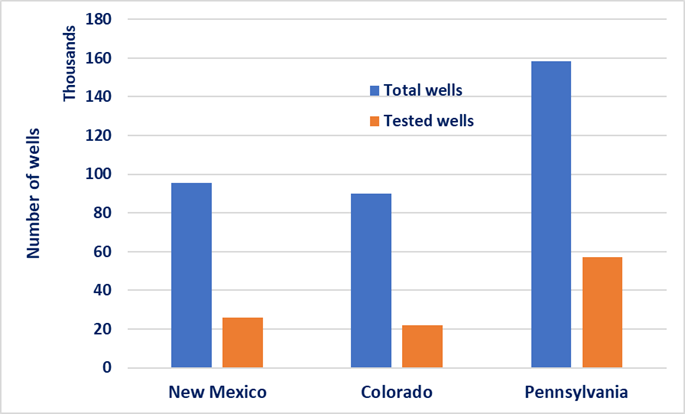 Number of wells
Thousands
180
160
140
120
100
80
60
40
20
0
Total wells
Tested wells
New Mexico
Colorado
Pennsylvania